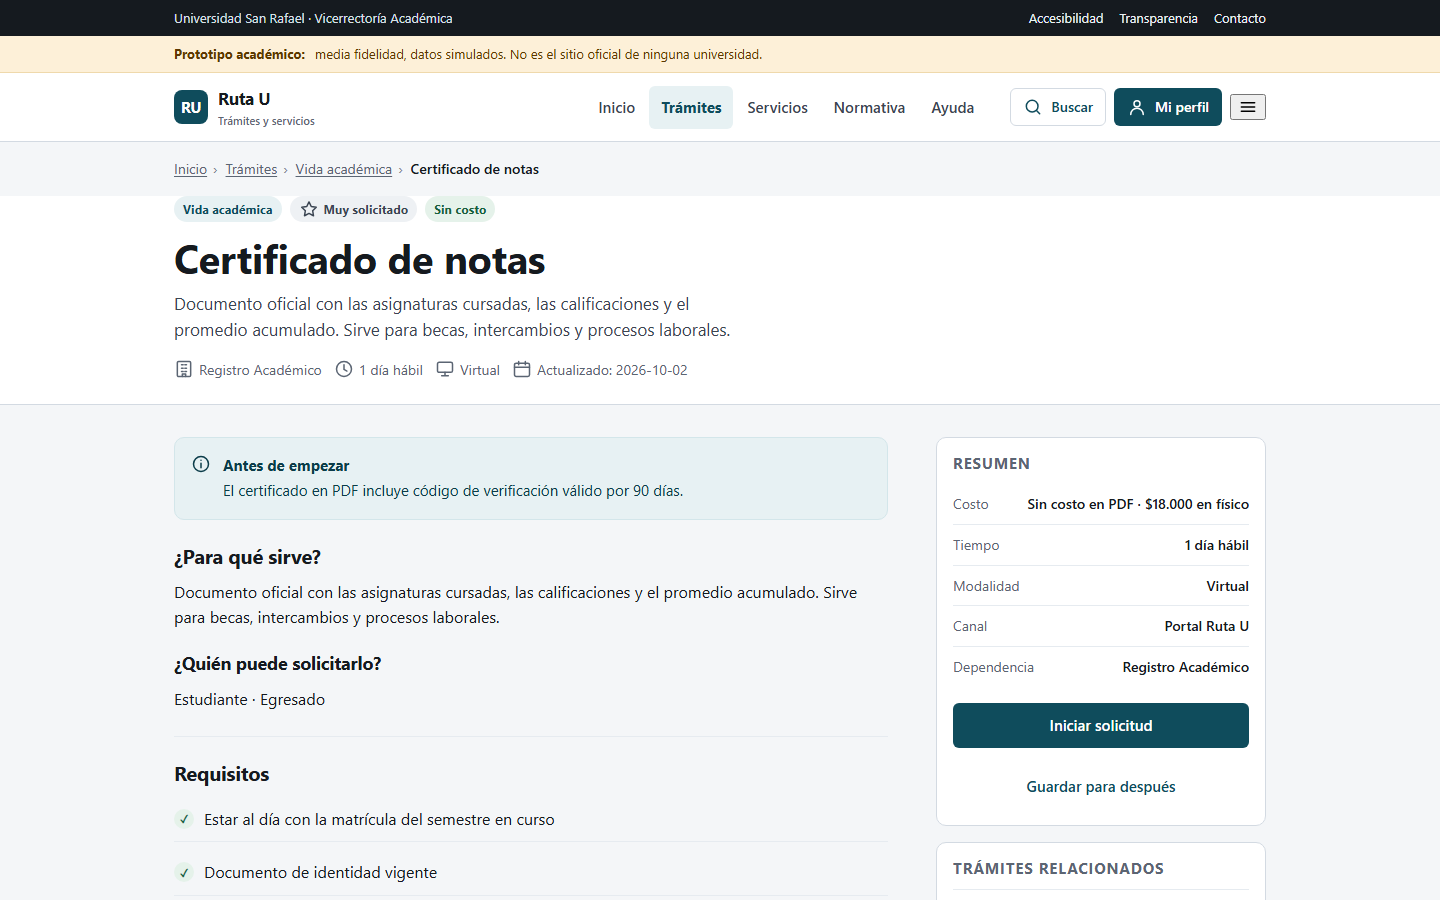 Universidad San Rafael · Vicerrectoría Académica
Accesibilidad Transparencia Contacto
Prototipo académico: media fidelidad, datos simulados. No es el sitio oficial de ninguna universidad.
RU
Ruta U
Trámites y servicios
Inicio Trámites Servicios Normativa Ayuda
Buscar
Mi perfil
Inicio › Trámites › Vida académica › Certificado de notas
Vida académica
Muy solicitado
Sin costo
Certificado de notas
Documento oficial con las asignaturas cursadas, las calificaciones y el
promedio acumulado. Sirve para becas, intercambios y procesos laborales.
Registro Académico 1 día hábil Virtual Actualizado: 2026-10-02
Antes de empezar
El certificado en PDF incluye código de verificación válido por 90 días.
¿Para qué sirve?
Documento oficial con las asignaturas cursadas, las calificaciones y el promedio acumulado. Sirve
para becas, intercambios y procesos laborales.
¿Quién puede solicitarlo?
Estudiante · Egresado
Requisitos
✓ Estar al día con la matrícula del semestre en curso
✓ Documento de identidad vigente
RESUMEN
Costo Sin costo en PDF · $18.000 en físico
Tiempo 1 día hábil
Modalidad Virtual
Canal Portal Ruta U
Dependencia Registro Académico
Iniciar solicitud
Guardar para después
TRÁMITES RELACIONADOS